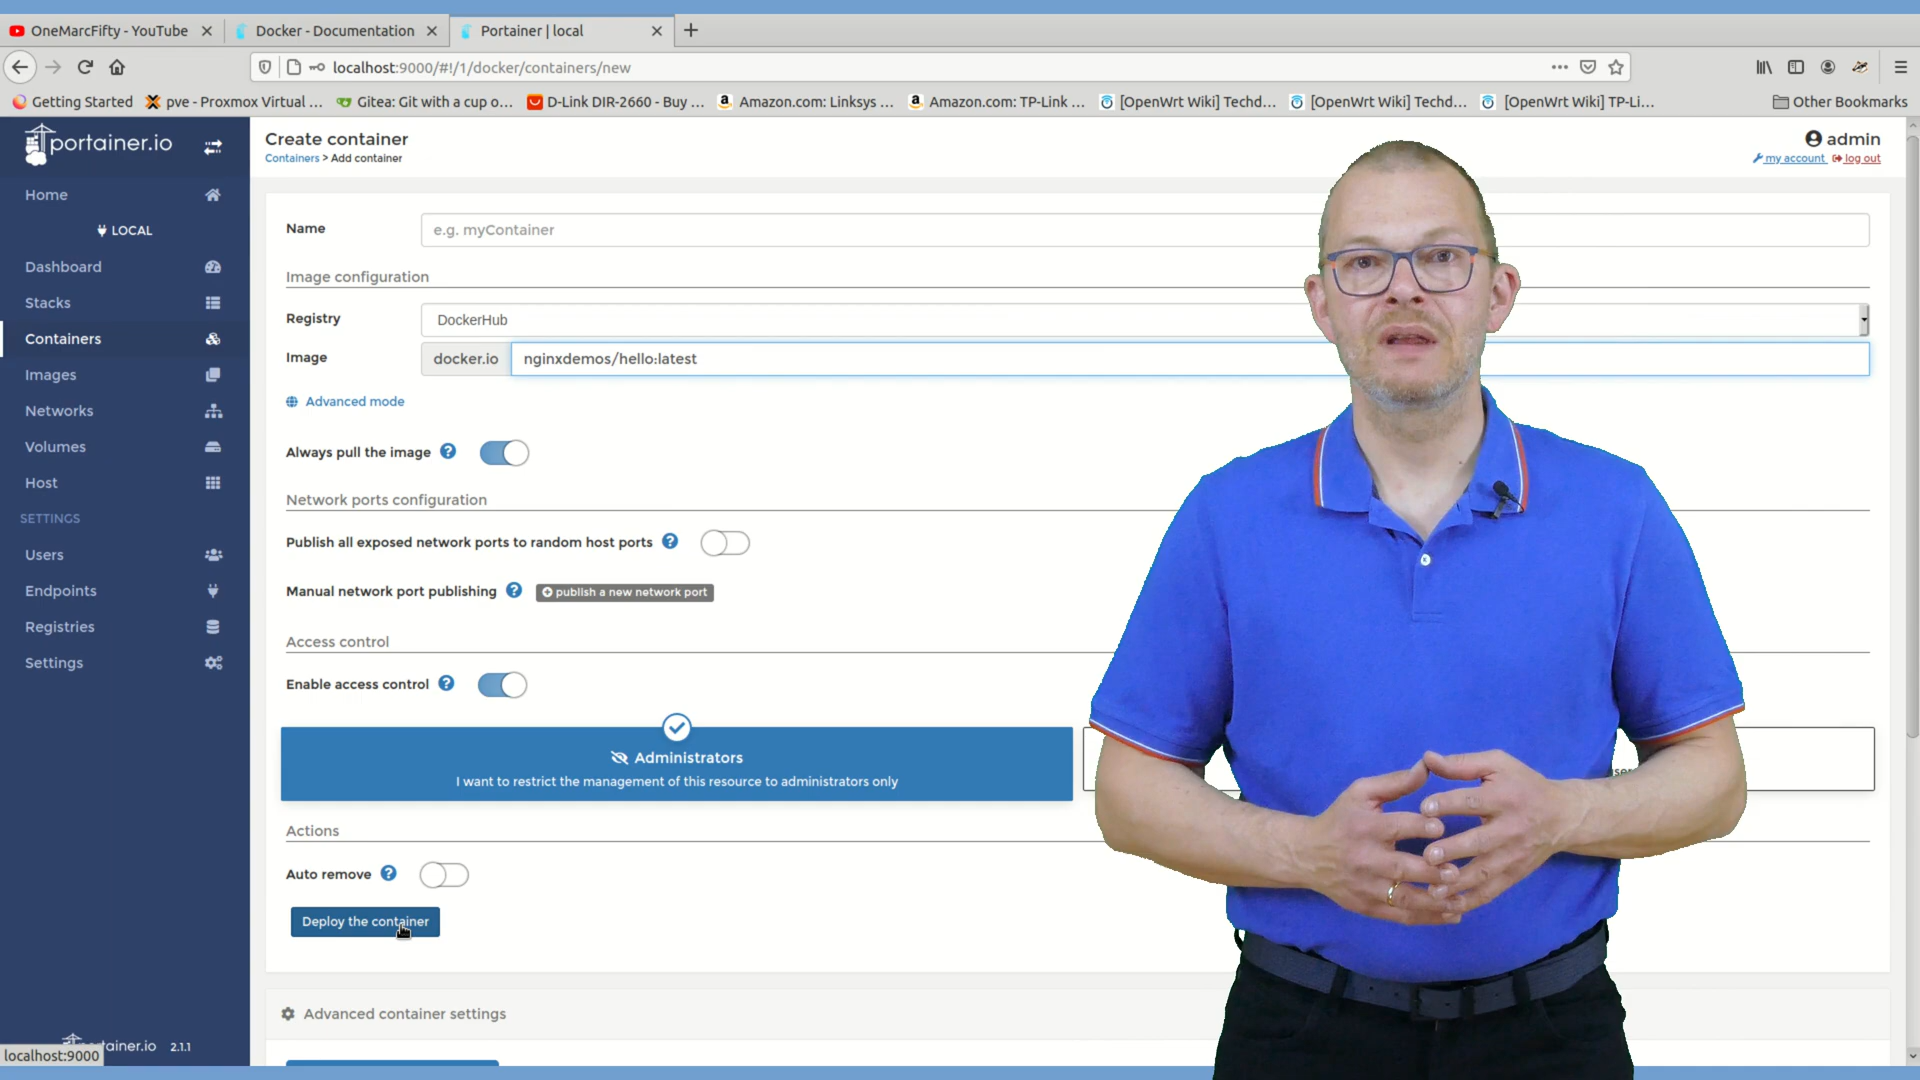 OneMarcFifty - YouTube
Docker - Documentation
Portainer | local
localhost:9000/#!/1/docker/containers/new
Getting Started
pve - Proxmox Virtual ...
Gitea: Git with a cup o...
D-Link DIR-2660 - Buy ...
Amazon.com: Linksys ...
Amazon.com: TP-Link ...
[OpenWrt Wiki] Techd...
[OpenWrt Wiki] Techd...
[OpenWrt Wiki] TP-Li...
Other Bookmarks
portainer.io
Create container
Containers > Add container
admin
my account
log out
Home
LOCAL
Dashboard
Stacks
Containers
Images
Networks
Volumes
Host
SETTINGS
Users
Endpoints
Registries
Settings
Name
e.g. myContainer
Image configuration
Registry
DockerHub
Image
docker.io
nginxdemos/hello:latest
Advanced mode
Always pull the image
Network ports configuration
Publish all exposed network ports to random host ports
Manual network port publishing
publish a new network port
Access control
Enable access control
Administrators
I want to restrict the management of this resource to administrators only
Actions
Auto remove
Deploy the container
Advanced container settings
tainer.io 2.1.1
localhost:9000